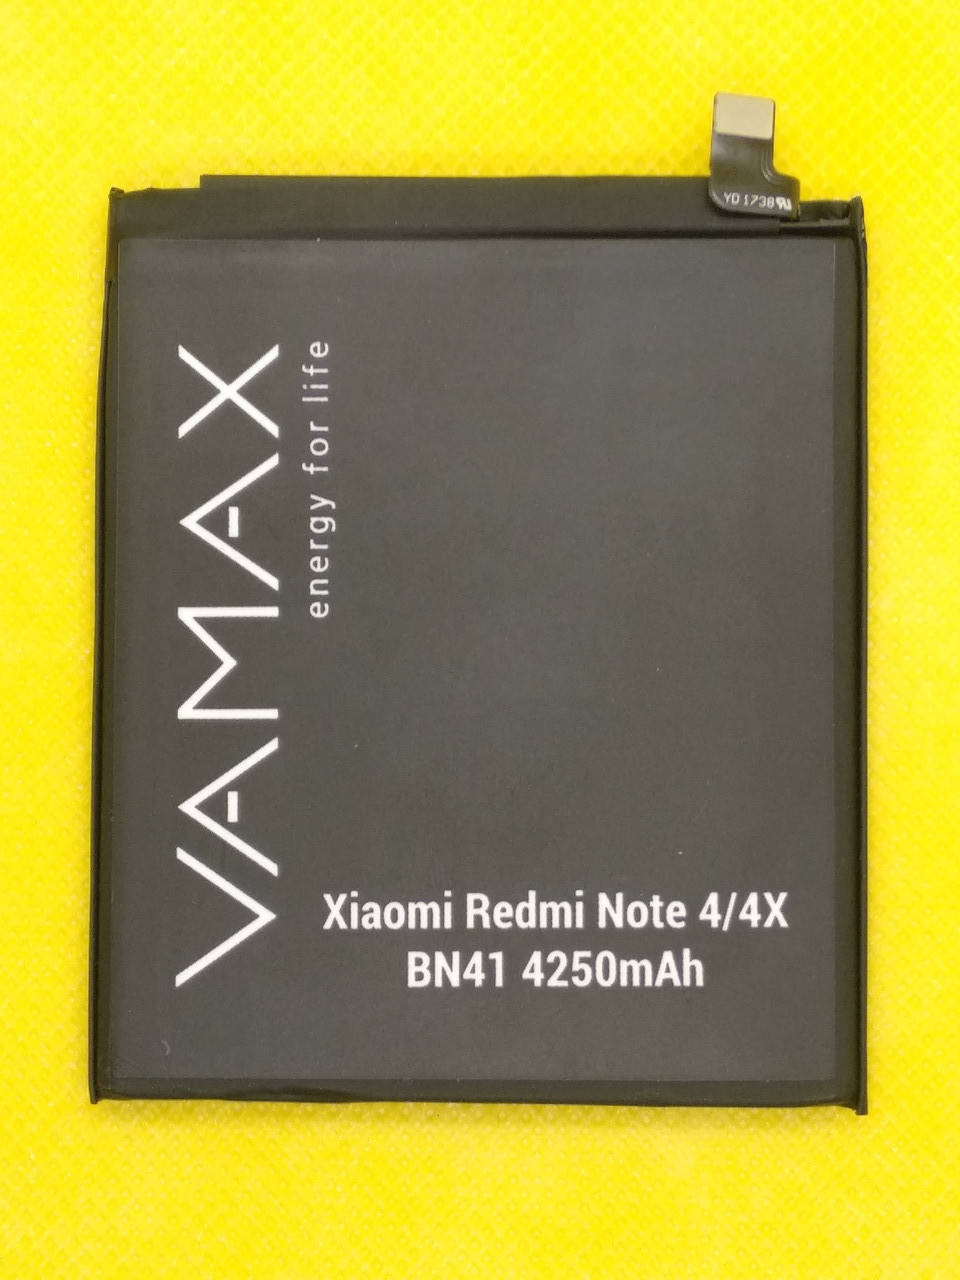 YD 1738
VAMAX
energy for life
Xiaomi Redmi Note 4/4X
BN41 4250mAh